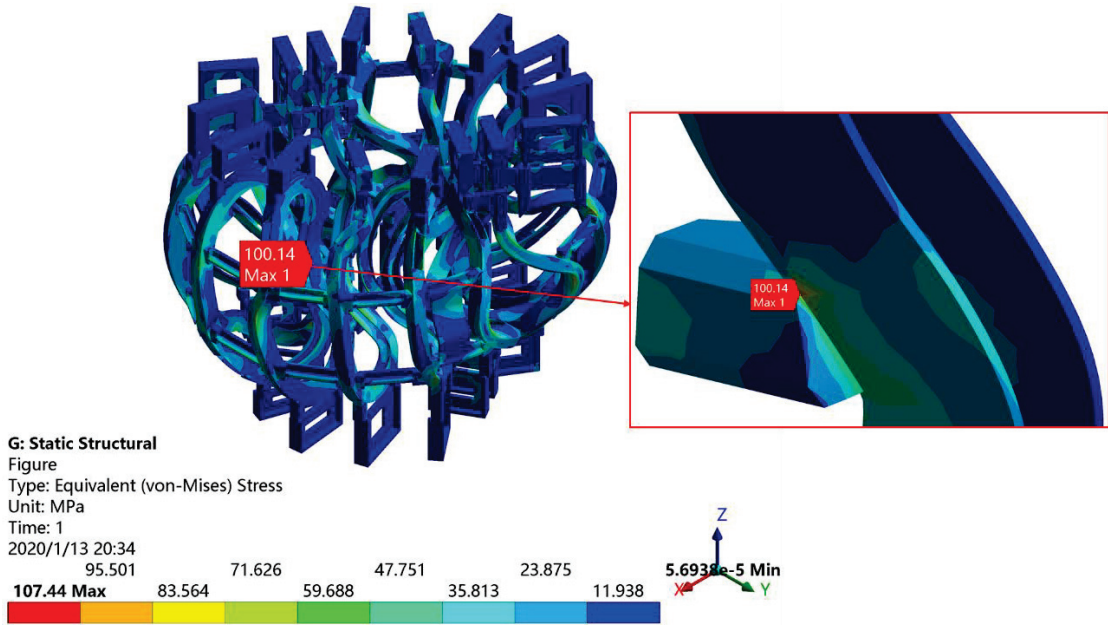 100.14
Max 1
100.14
Max 1
G: Static Structural
Figure
Type: Equivalent (von-Mises) Stress
Unit: MPa
Time: 1
2020/1/13 20:34
95.501 71.626 47.751 23.875 5.6938e-5 Min
107.44 Max 83.564 59.688 35.813 11.938
Z
X
Y